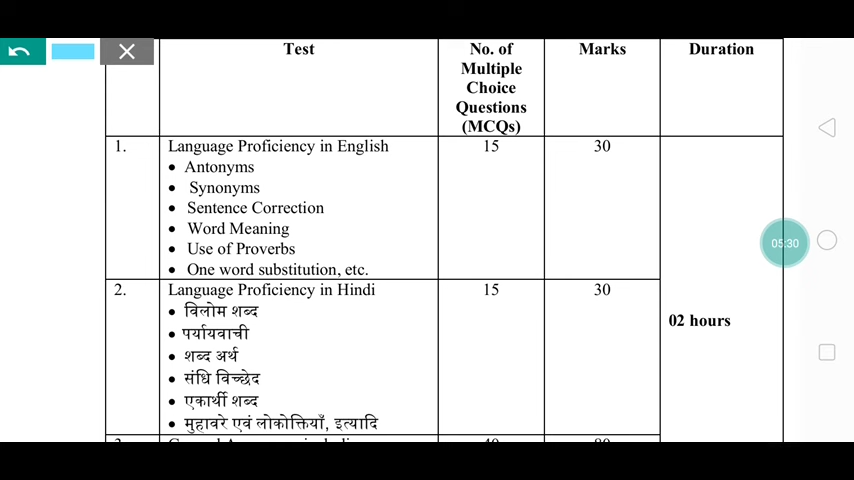 Test
No. of
Multiple
Choice
Questions
(MCQs)
Marks
Duration
1.
Language Proficiency in English
• Antonyms
• Synonyms
• Sentence Correction
• Word Meaning
• Use of Proverbs
• One word substitution, etc.
15
30
02 hours
2.
Language Proficiency in Hindi
• विलोम शब्द
• पर्यायवाची
• शब्द अर्थ
• संधि विच्छेद
• एकार्थी शब्द
• मुहावरे एवं लोकोक्तियाँ, इत्यादि
15
30
05:30